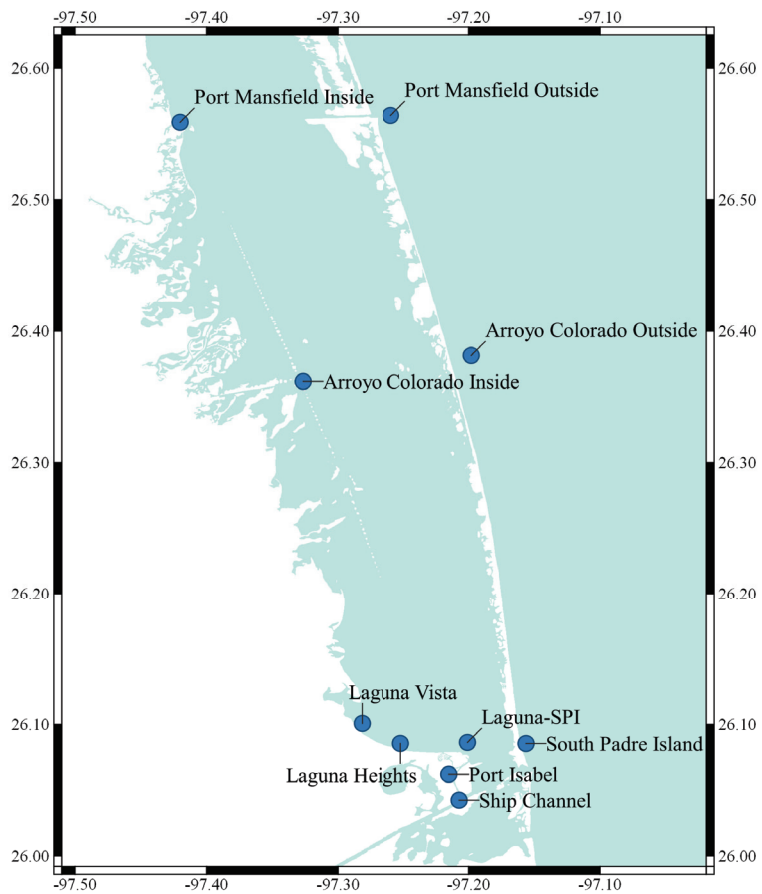 -97.50 -97.40 -97.30 -97.20 -97.10
26.60 26.60
Port Mansfield Inside
Port Mansfield Outside
26.50 26.50
26.40 26.40
Arroyo Colorado Outside
Arroyo Colorado Inside
26.30 26.30
26.20 26.20
Laguna Vista
26.10 26.10
Laguna-SPI
South Padre Island
Laguna Heights
Port Isabel
Ship Channel
26.00 26.00
-97.50 -97.40 -97.30 -97.20 -97.10